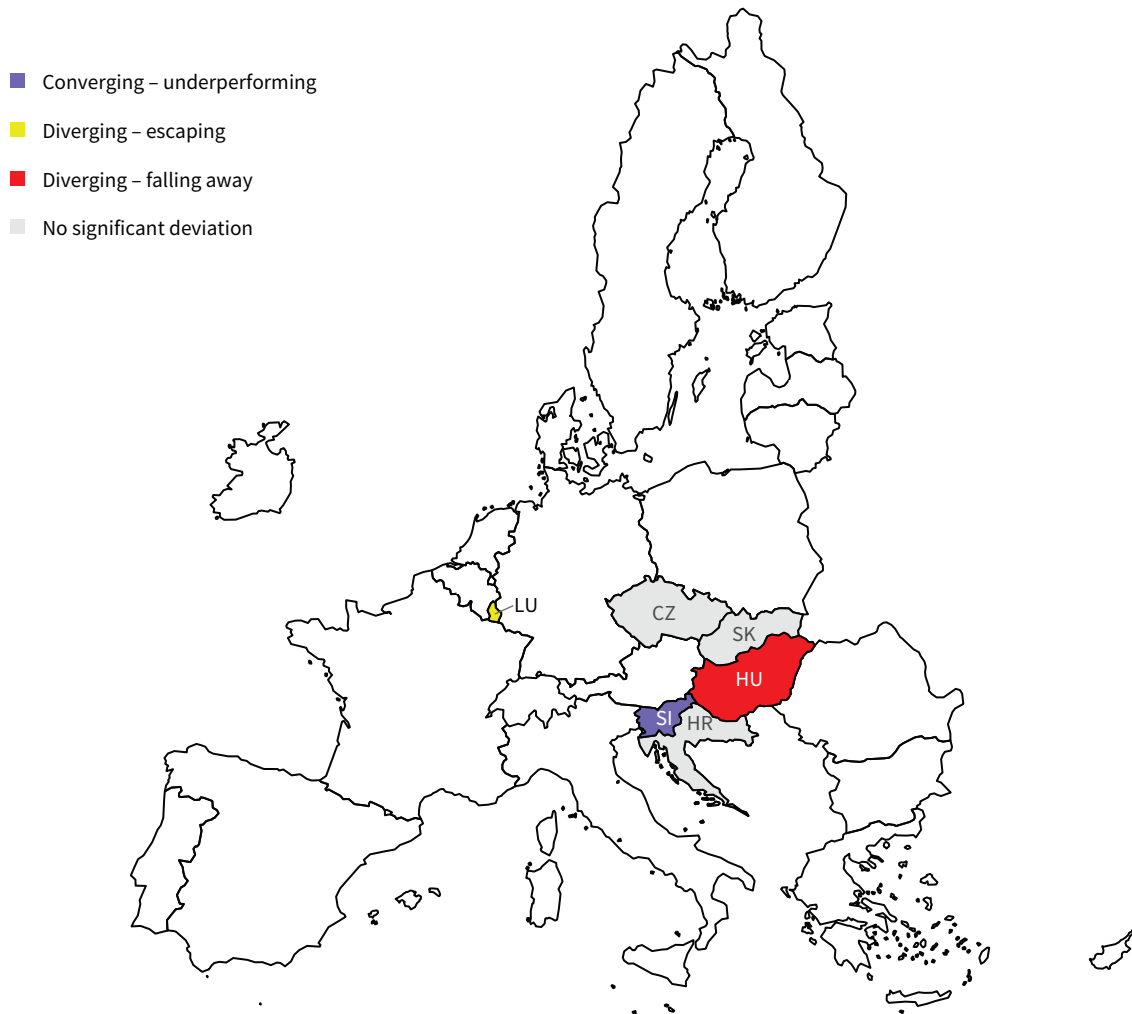 Converging – underperforming
Diverging – escaping
Diverging – falling away
No significant deviation
LU
CZ
SK
HU
SI
HR